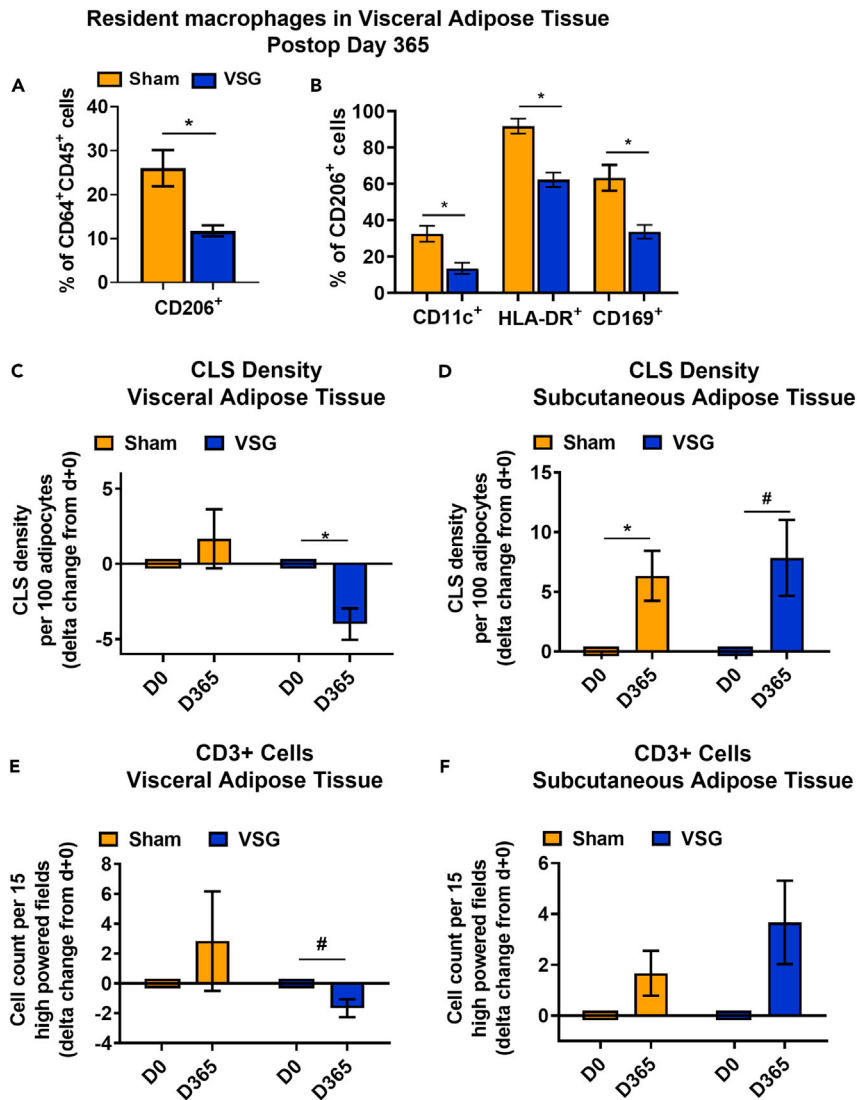 Resident macrophages in Visceral Adipose Tissue
Postop Day 365
A
Sham VSG
% of CD64+CD45+ cells
40
30
20
10
0
*
CD206+
B
% of CD206+ cells
100
80
60
40
20
0
*
*
*
CD11c+ HLA-DR+ CD169+
C
CLS Density
Visceral Adipose Tissue
Sham VSG
CLS density
per 100 adipocytes
(delta change from d+0)
5
0
-5
*
D0 D365 D0 D365
D
CLS Density
Subcutaneous Adipose Tissue
Sham VSG
CLS density
per 100 adipocytes
(delta change from d+0)
15
10
5
0
*
#
D0 D365 D0 D365
E
CD3+ Cells
Visceral Adipose Tissue
Sham VSG
Cell count per 15
high powered fields
(delta change from d+0)
8
6
4
2
0
-2
-4
#
D0 D365 D0 D365
F
CD3+ Cells
Subcutaneous Adipose Tissue
Sham VSG
Cell count per 15
high powered fields
(delta change from d+0)
6
4
2
0
D0 D365 D0 D365